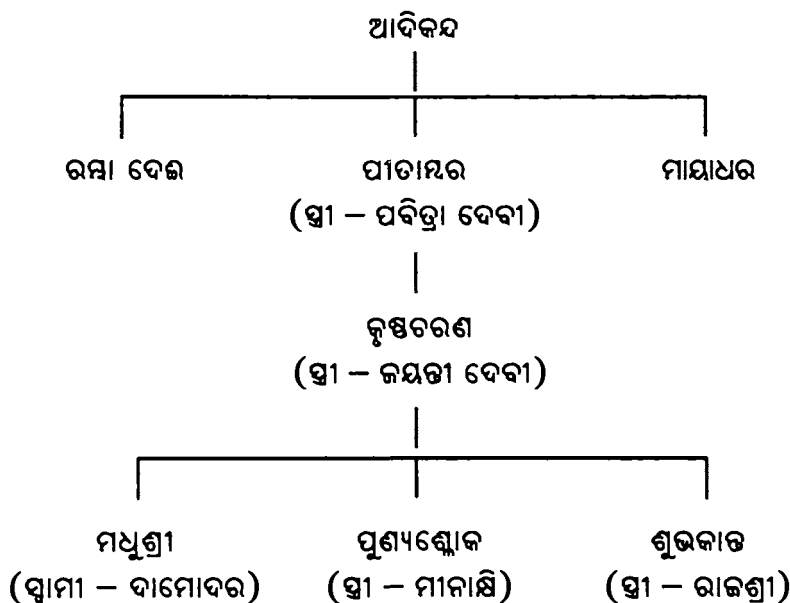 ଆଦିକନ୍ଦ
ରମ୍ଭା ଦେଈ ପୀତାମ୍ବର ମାୟାଧର
(ସ୍ତ୍ରୀ – ପବିତ୍ରା ଦେବୀ)
କୃଷ୍ଣଚରଣ
(ସ୍ତ୍ରୀ – ଜୟନ୍ତୀ ଦେବୀ)
ମଧୁଶ୍ରୀ ପୁଣ୍ୟଶ୍ଳୋକ ଶୁଭକାନ୍ତ
(ସ୍ୱାମୀ – ଦାମୋଦର) (ସ୍ତ୍ରୀ – ମୀନାକ୍ଷି) (ସ୍ତ୍ରୀ – ରାଜଶ୍ରୀ)